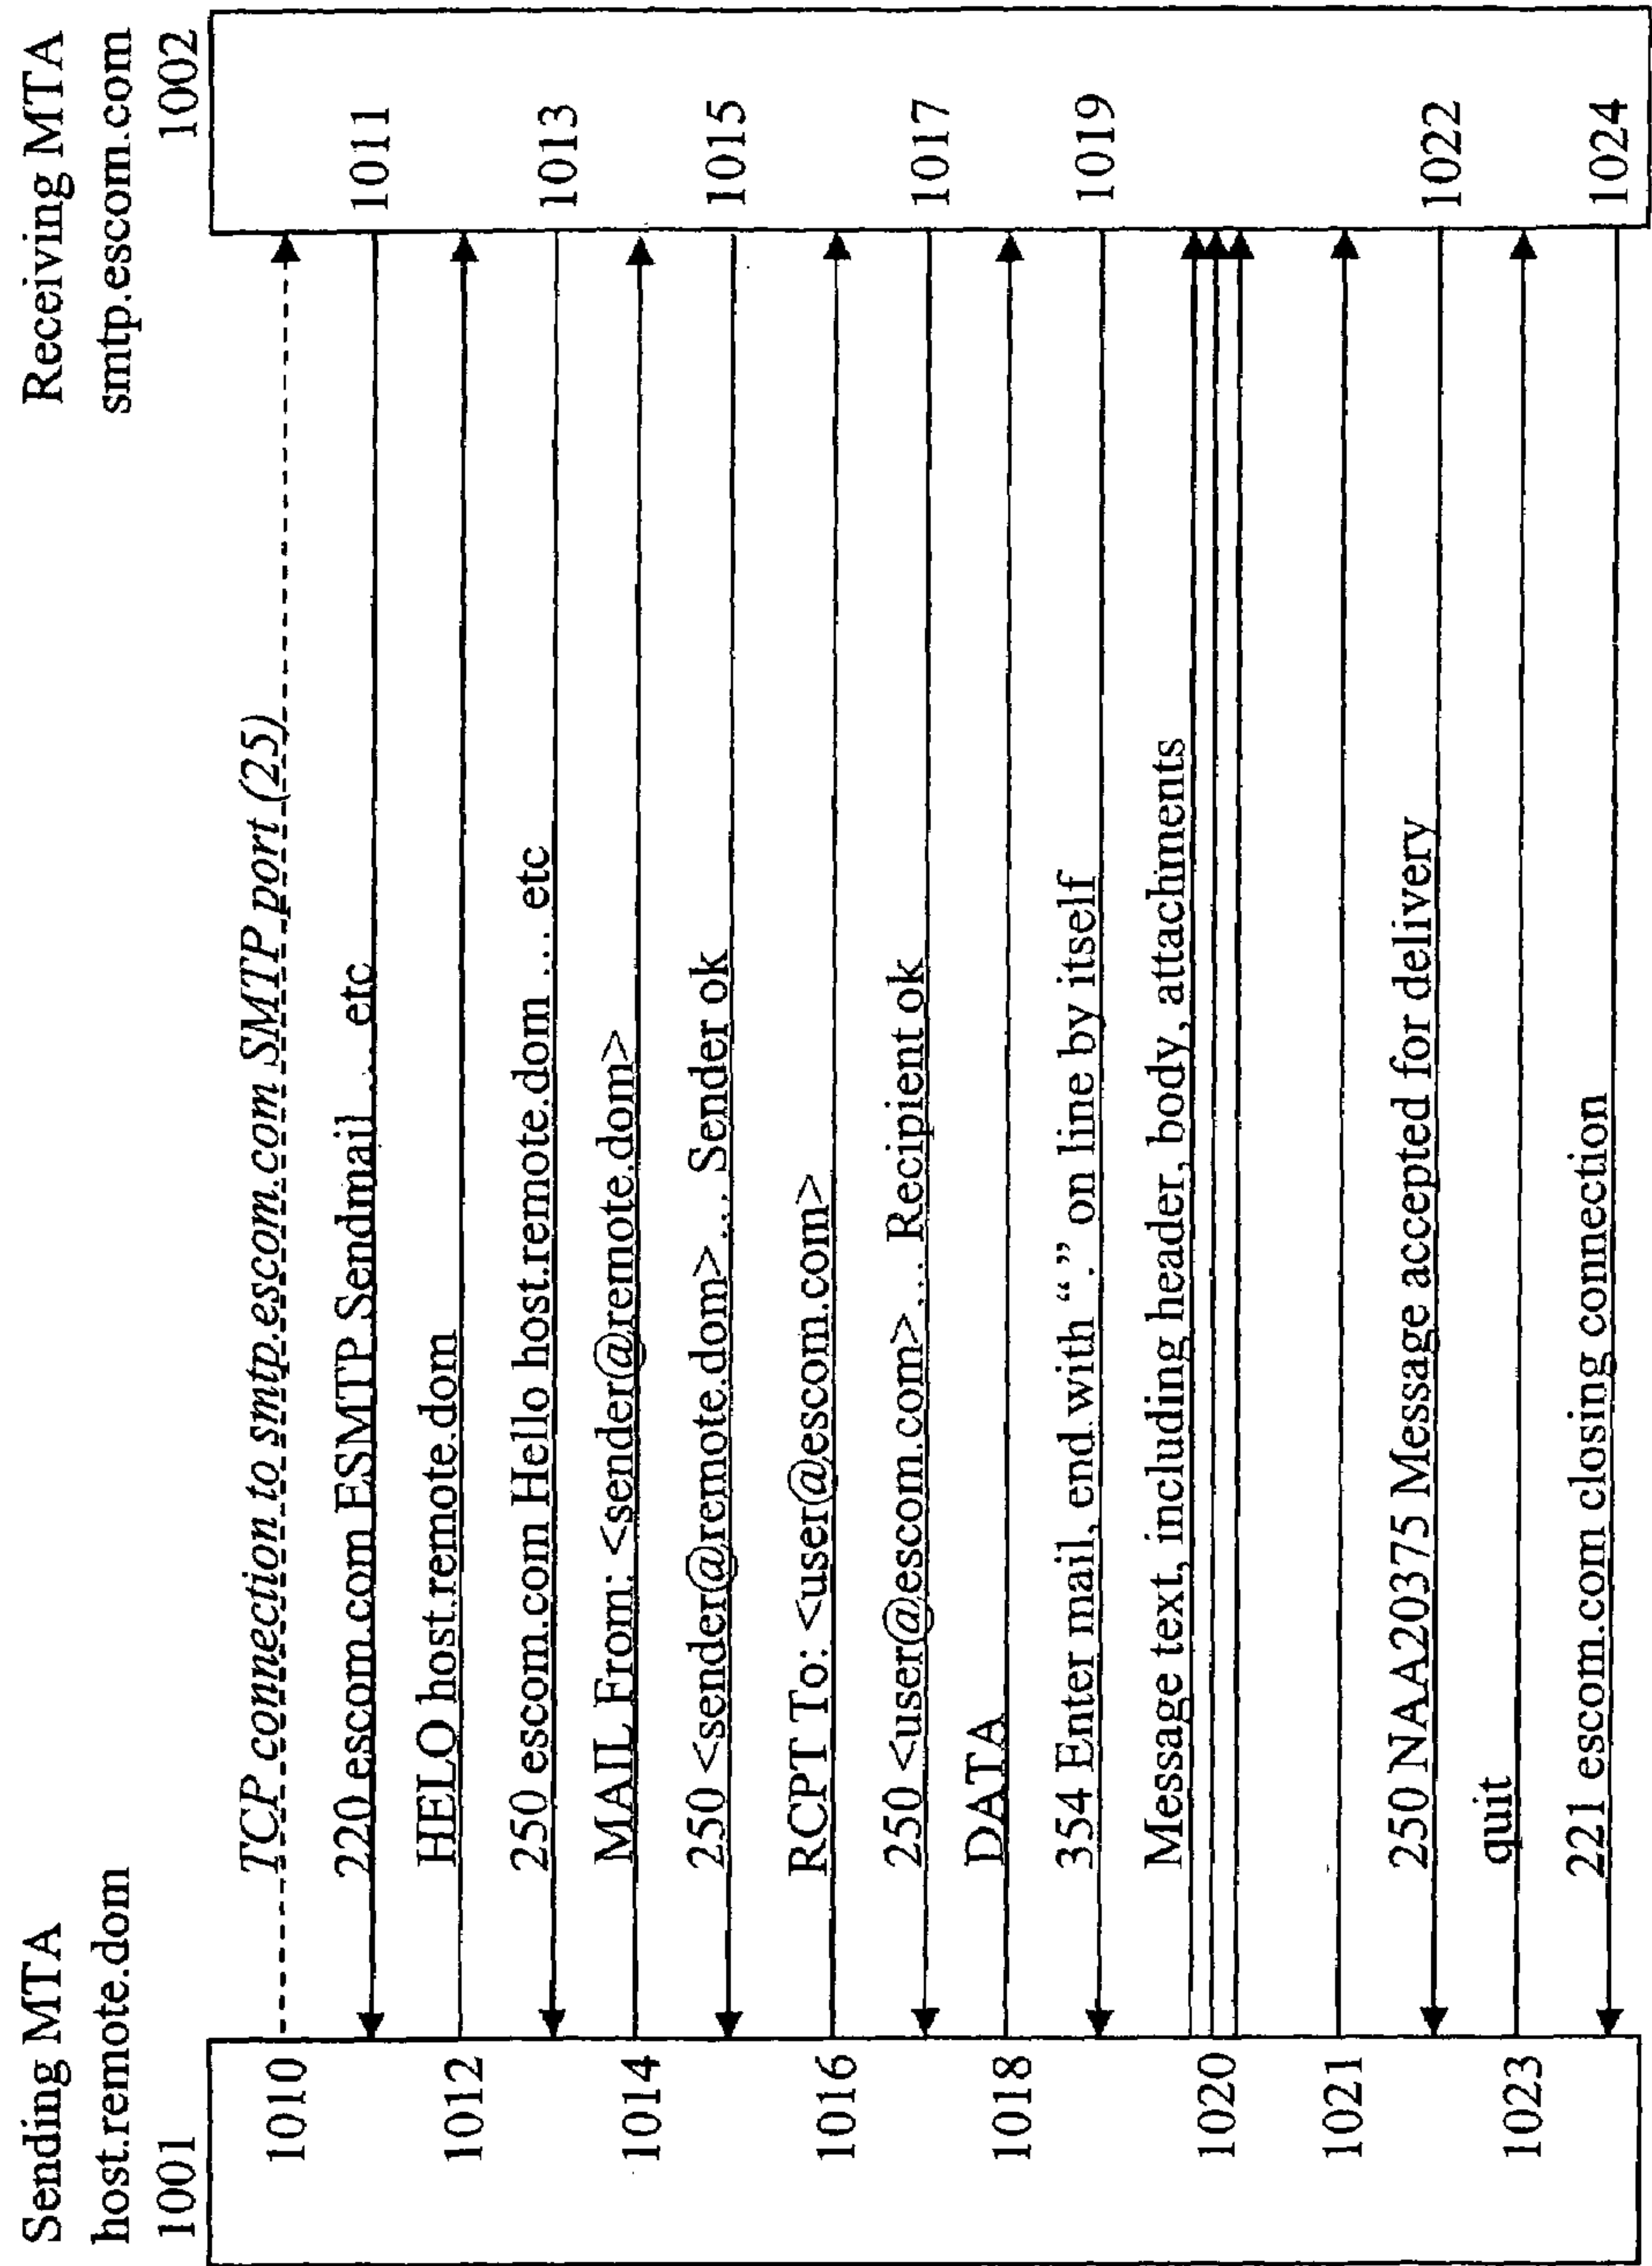 Sending MTA
host.remote.dom
1001
Receiving MTA
smtp.escom.com
1002
1010
TCP connection to smtp.escom.com SMTP port (25)
220 escom.com ESMTP Sendmail ... etc
1011
1012
HELO host.remote.dom
250 escom.com Hello host.remote.dom ... etc
1013
1014
MAIL From: <sender@remote.dom>
250 <sender@remote.dom>... Sender ok
1015
1016
RCPT To: <user@escom.com>
250 <user@escom.com>... Recipient ok
1017
1018
DATA
354 Enter mail, end with “.” on line by itself
1019
1020
Message text, including header, body, attachments
1021
.
250 NAA20375 Message accepted for delivery
1022
1023
quit
221 escom.com closing connection
1024